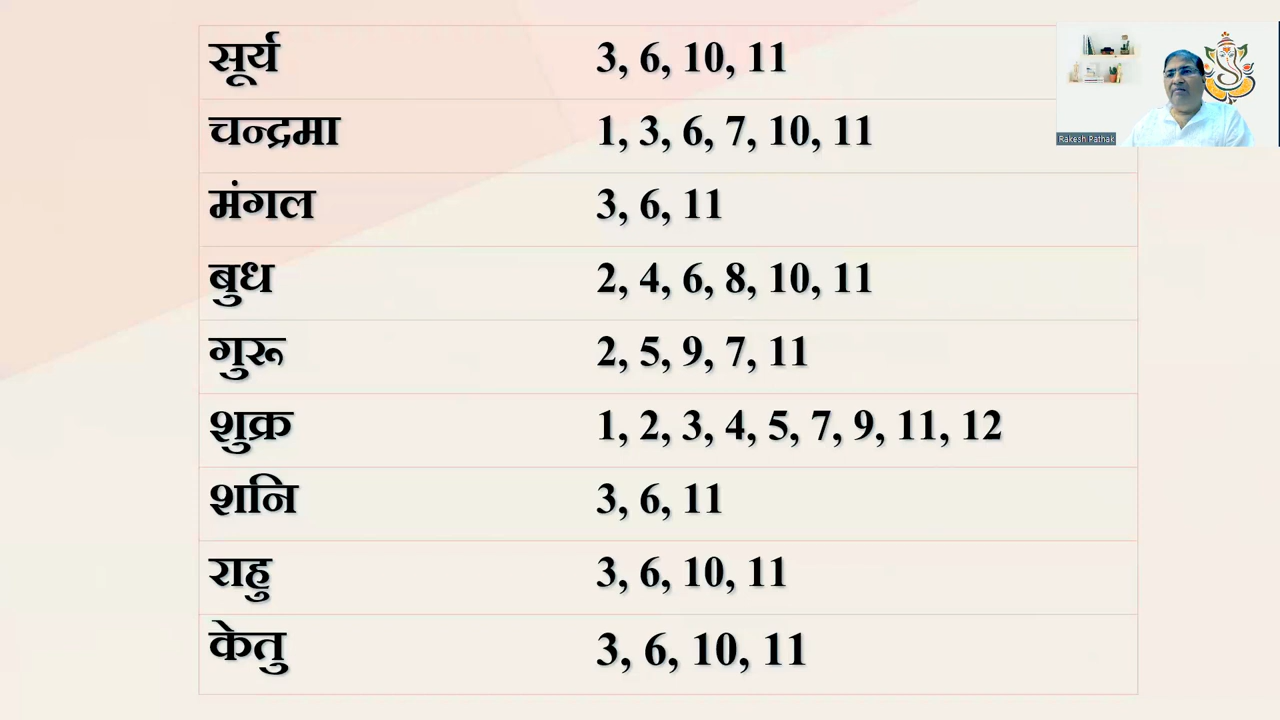 सूर्य 3, 6, 10, 11
चन्द्रमा 1, 3, 6, 7, 10, 11
मंगल 3, 6, 11
बुध 2, 4, 6, 8, 10, 11
गुरू 2, 5, 9, 7, 11
शुक्र 1, 2, 3, 4, 5, 7, 9, 11, 12
शनि 3, 6, 11
राहु 3, 6, 10, 11
केतु 3, 6, 10, 11
Rakesh Pathak